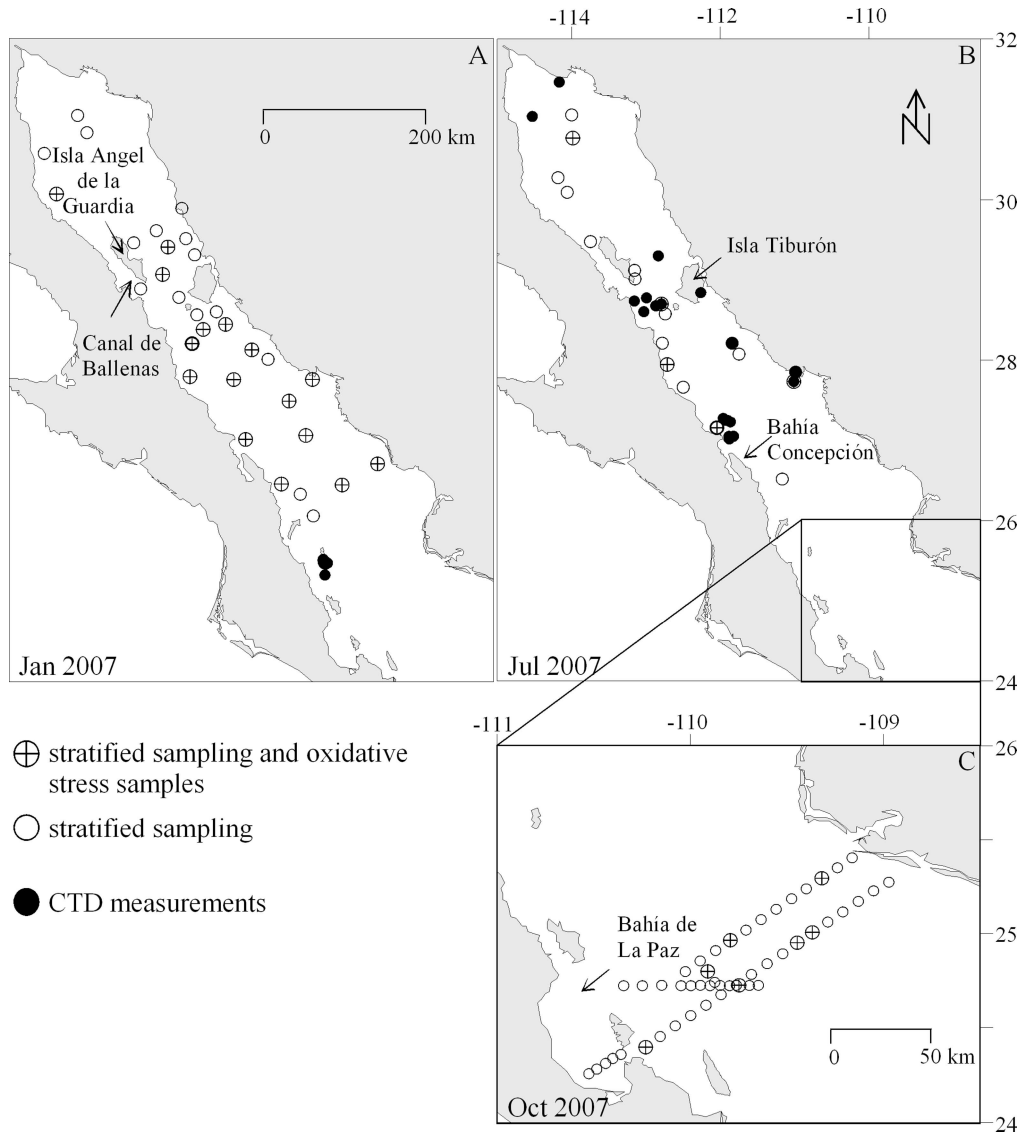 -114
-112
-110
A
B
32
N
0
200 km
Isla Angel
de la
Guardia
30
Isla Tiburón
Canal de
Ballenas
28
Bahía
Concepción
26
Jan 2007
Jul 2007
24
-111
-110
-109
stratified sampling and oxidative
stress samples
stratified sampling
CTD measurements
C
26
Bahía de
La Paz
25
0
50 km
Oct 2007
24